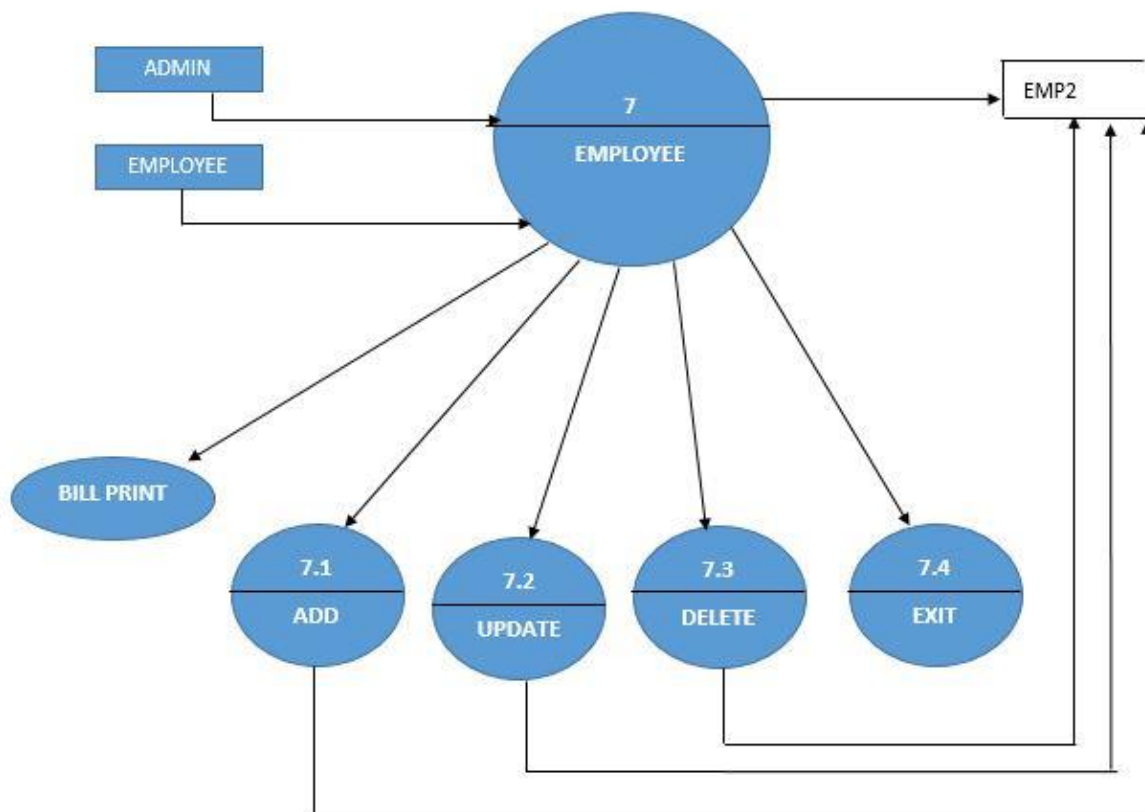 ADMIN
EMPLOYEE
7
EMPLOYEE
EMP2
BILL PRINT
7.1
ADD
7.2
UPDATE
7.3
DELETE
7.4
EXIT